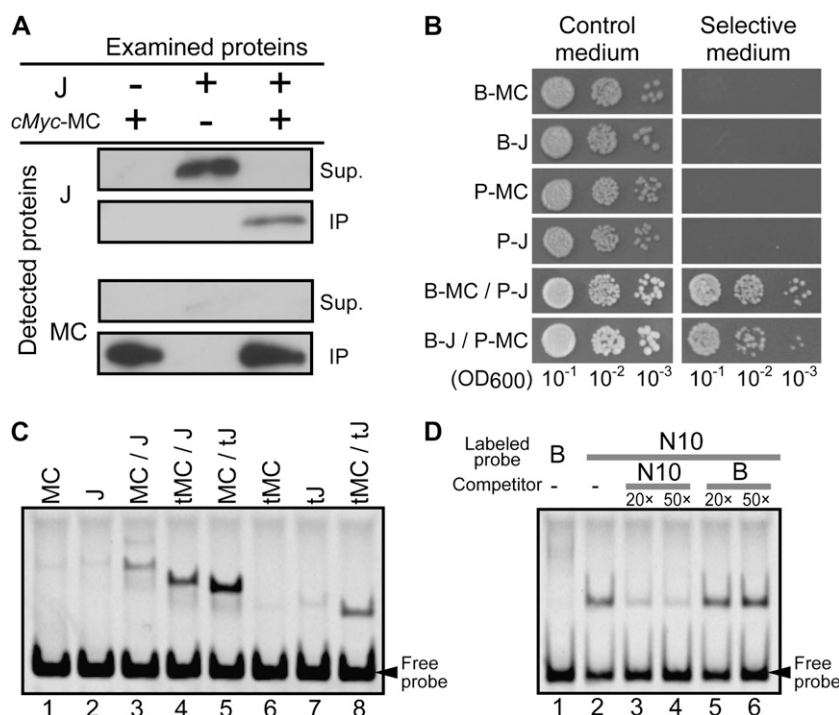 A
Examined proteins
J - + +
cMyc-MC + - +
Detected proteins
J
Sup.
IP
MC
Sup.
IP
B
Control medium
Selective medium
B-MC
B-J
P-MC
P-J
B-MC / P-J
B-J / P-MC
(OD600) 10-1 10-2 10-3 10-1 10-2 10-3
C
MC J MC / J tMC / J MC / tJ tMC tJ tMC / tJ
Free probe
1 2 3 4 5 6 7 8
D
Labeled probe B N10
Competitor - - N10 B
20× 50× 20× 50×
Free probe
1 2 3 4 5 6